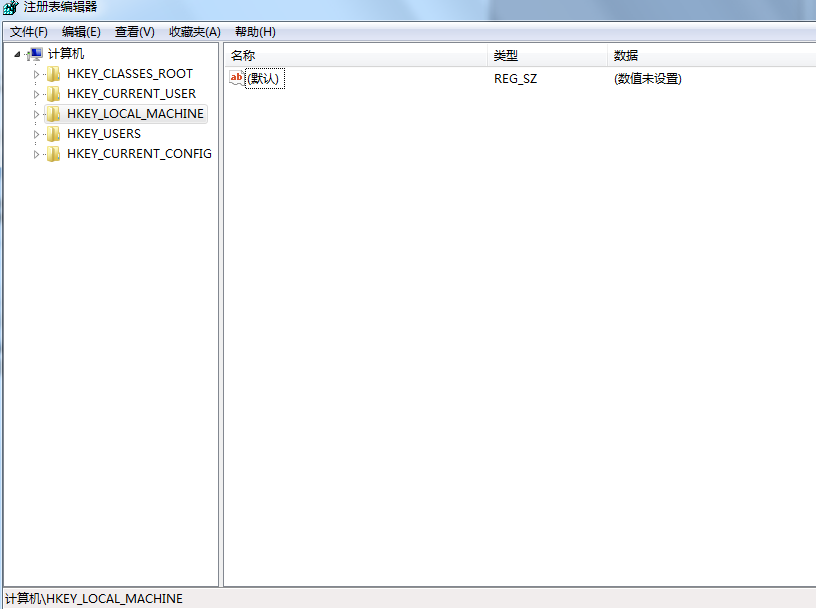 注册表编辑器
文件(F) 编辑(E) 查看(V) 收藏夹(A) 帮助(H)
计算机
HKEY_CLASSES_ROOT
HKEY_CURRENT_USER
HKEY_LOCAL_MACHINE
HKEY_USERS
HKEY_CURRENT_CONFIG
名称 类型 数据
ab (默认) REG_SZ (数值未设置)
计算机\HKEY_LOCAL_MACHINE